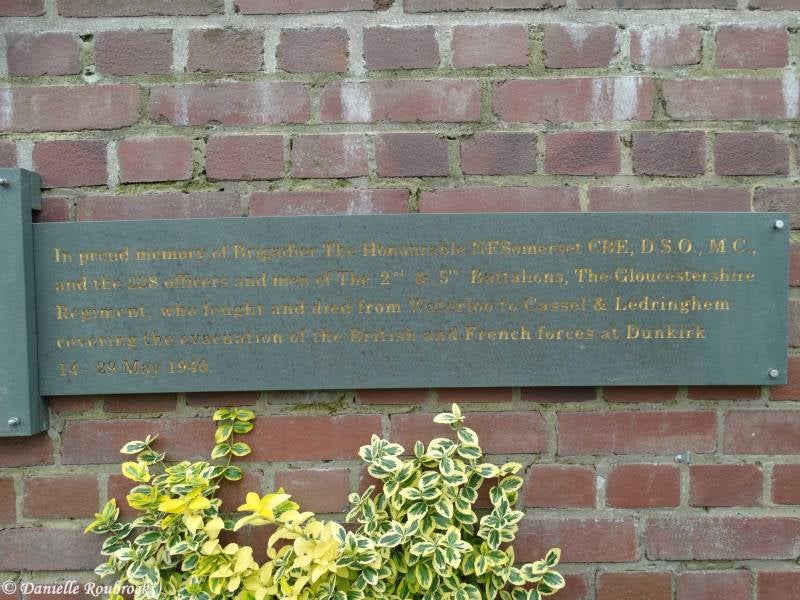 In proud memory of Brigadier The Honourable NFSomerset CBE, D.S.O., M.C.,
and the 228 officers and men of The 2nd & 5th Battalions, The Gloucestershire
Regiment, who fought and died from Waterloo to Cassel & Ledringhem
covering the evacuation of the British and French forces at Dunkirk
14 - 29 May 1940.
© Danielle Roubroeks